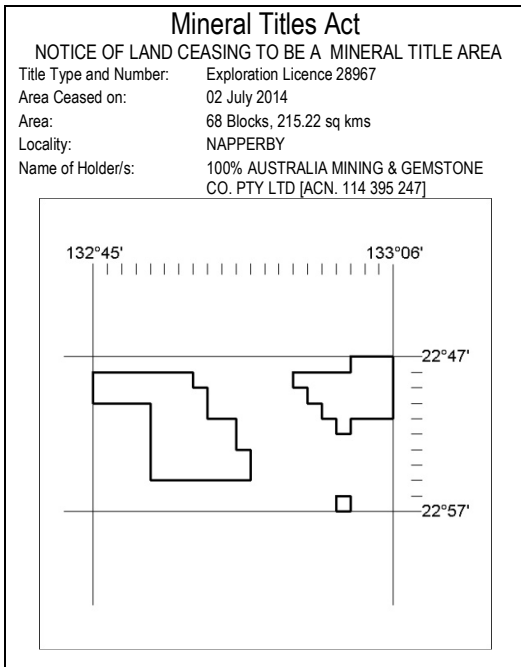 Mineral Titles Act
NOTICE OF LAND CEASING TO BE A MINERAL TITLE AREA
Title Type and Number: Exploration Licence 28967
Area Ceased on: 02 July 2014
Area: 68 Blocks, 215.22 sq kms
Locality: NAPPERBY
Name of Holder/s: 100% AUSTRALIA MINING & GEMSTONE
CO. PTY LTD [ACN. 114 395 247]
132°45' 133°06'
22°47'
22°57'